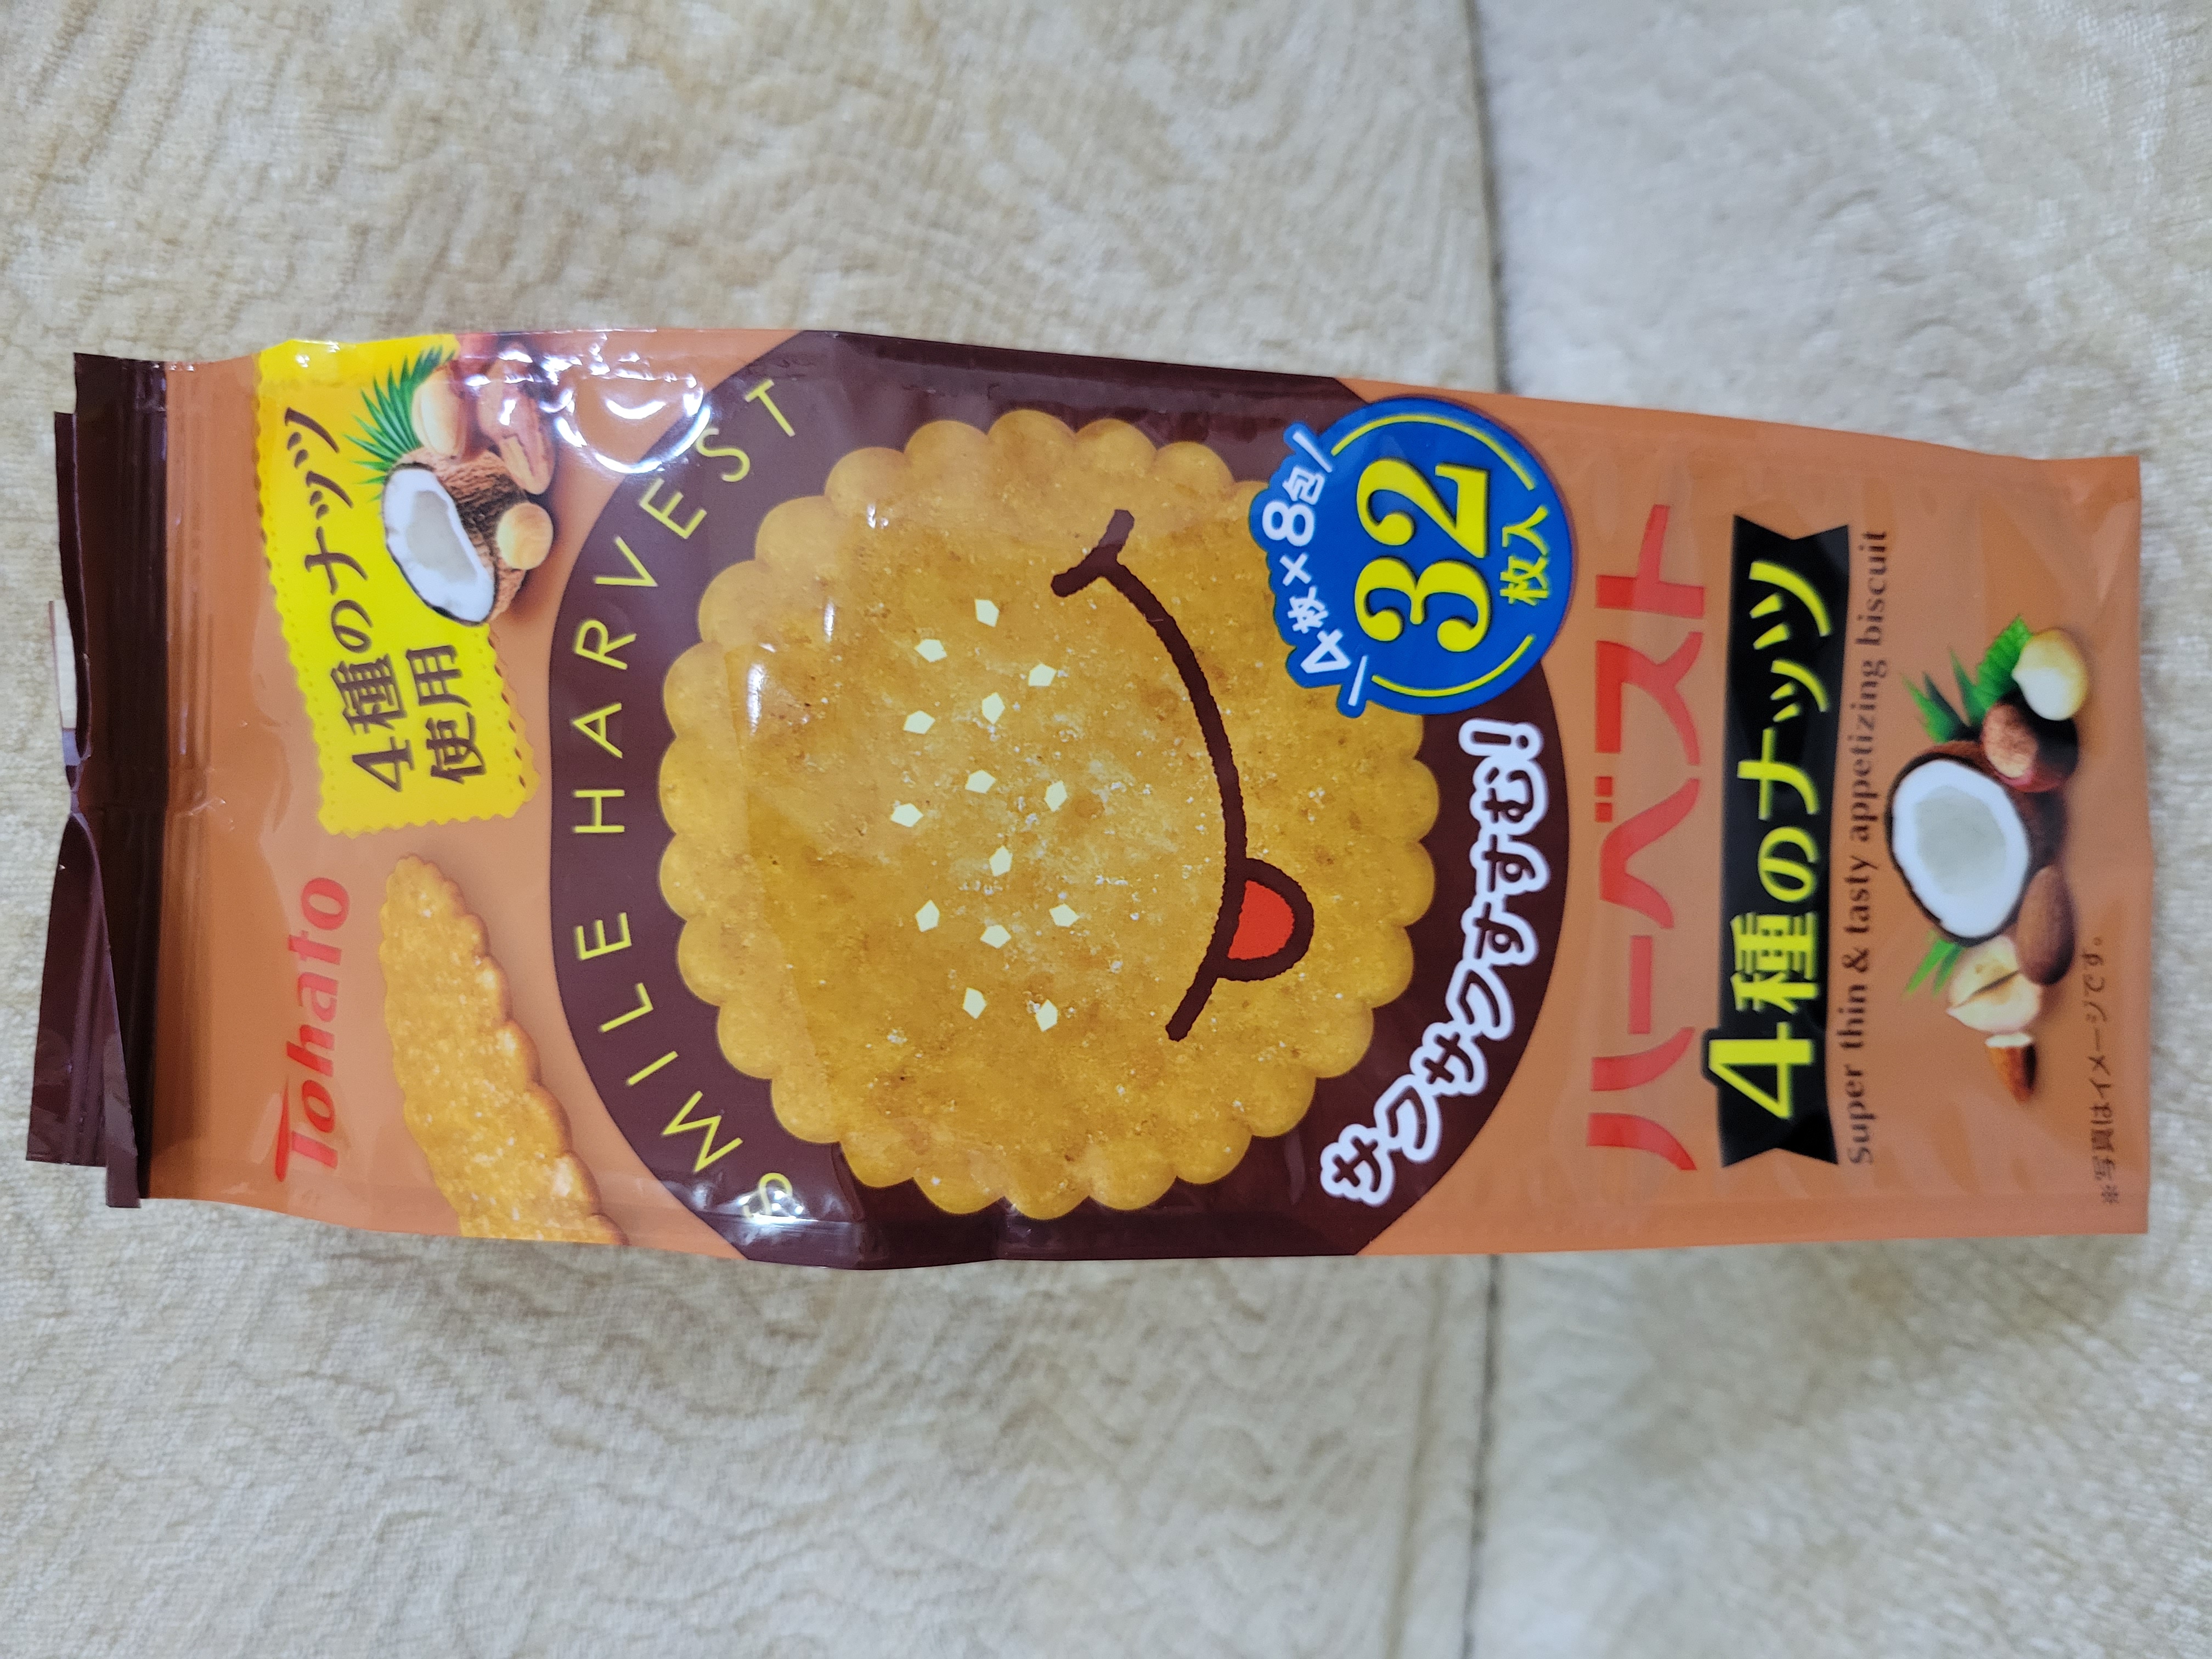 Tohato
4種のナッツ
使用
SMILE HARVEST
4枚×8包
32
枚入
サクサクすすむ!
ハーベスト
4種のナッツ
Super thin & tasty appetizing biscuit
※写真はイメージです。